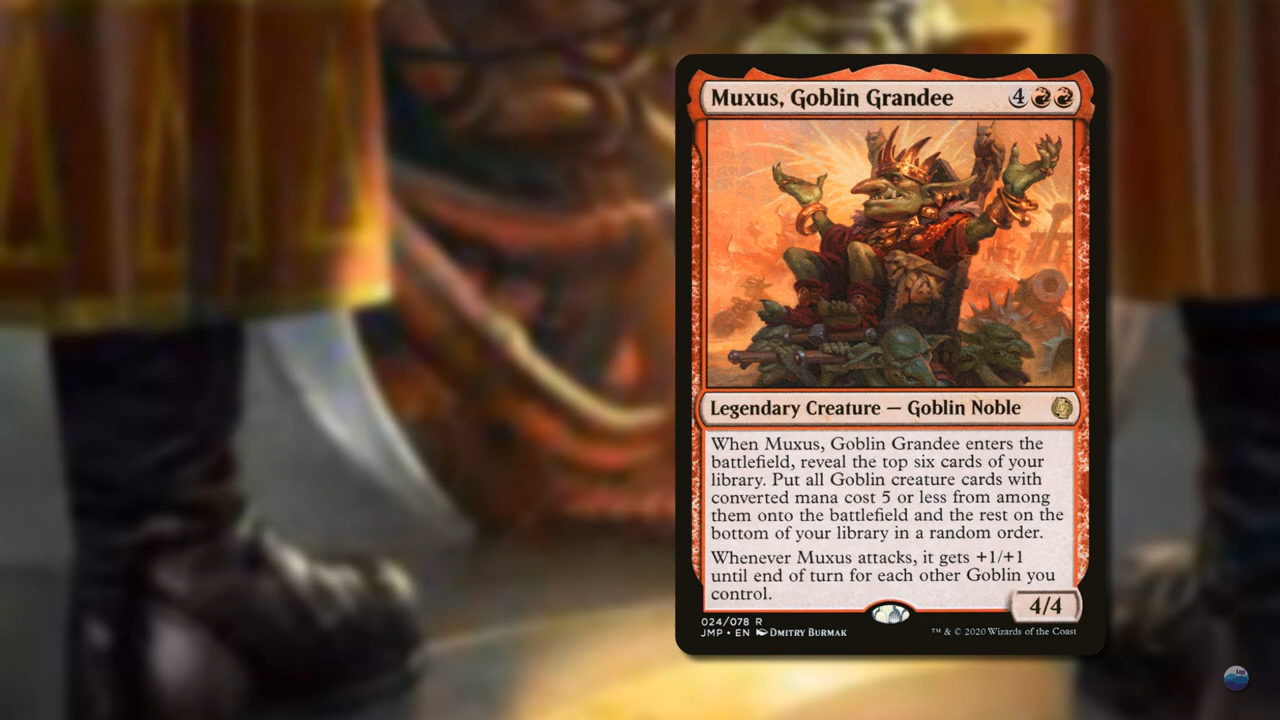 Muxus, Goblin Grandee 4
Legendary Creature — Goblin Noble
When Muxus, Goblin Grandee enters the
battlefield, reveal the top six cards of your
library. Put all Goblin creature cards with
converted mana cost 5 or less from among
them onto the battlefield and the rest on the
bottom of your library in a random order.
Whenever Muxus attacks, it gets +1/+1
until end of turn for each other Goblin you
control.
4/4
024/078 R
JMP • EN DMITRY BURMAK
™ & © 2020 Wizards of the Coast